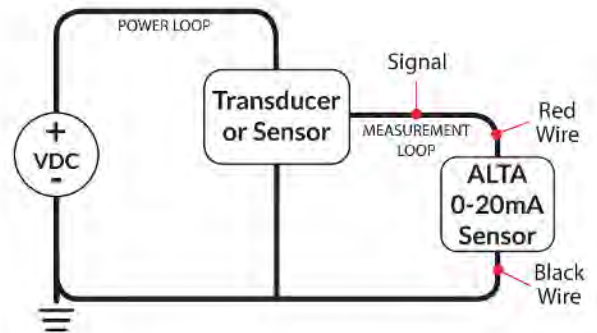 POWER LOOP
Signal
Transducer
or Sensor
MEASUREMENT
LOOP
Red
Wire
+
VDC
-
ALTA
0-20mA
Sensor
Black
Wire